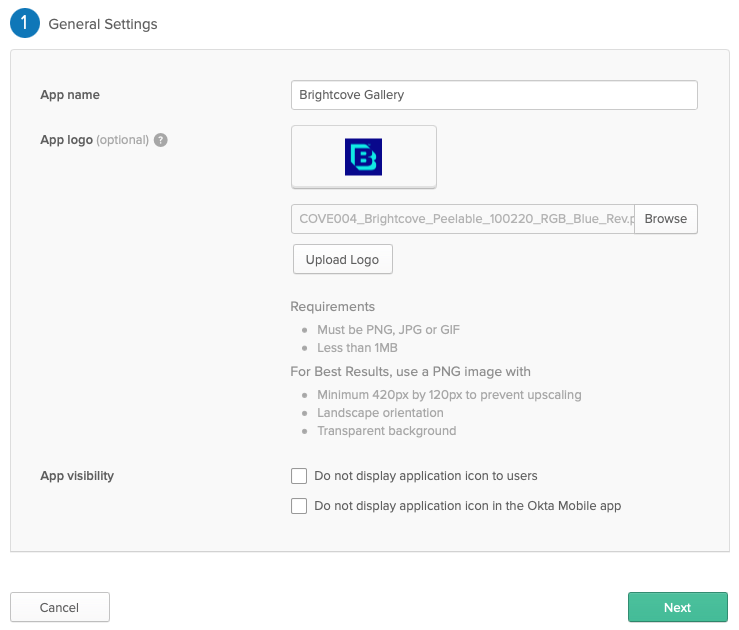 1 General Settings
App name
Brightcove Gallery
App logo (optional) ?
B
COVE004_Brightcove_Peelable_100220_RGB_Blue_Rev.p Browse
Upload Logo
Requirements
Must be PNG, JPG or GIF
Less than 1MB
For Best Results, use a PNG image with
Minimum 420px by 120px to prevent upscaling
Landscape orientation
Transparent background
App visibility
Do not display application icon to users
Do not display application icon in the Okta Mobile app
Cancel
Next